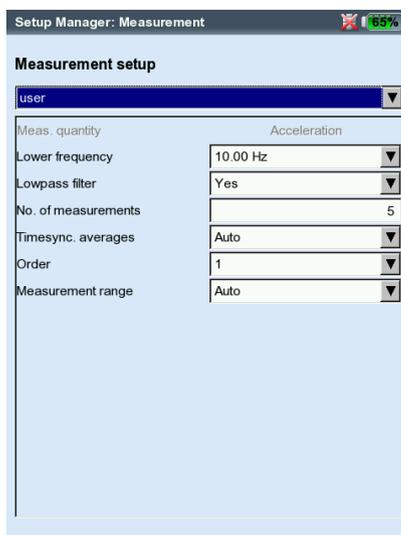 Setup Manager: Measurement 65%
Measurement setup
user
Meas. quantity Acceleration
Lower frequency 10.00 Hz
Lowpass filter Yes
No. of measurements 5
Timesync. averages Auto
Order 1
Measurement range Auto